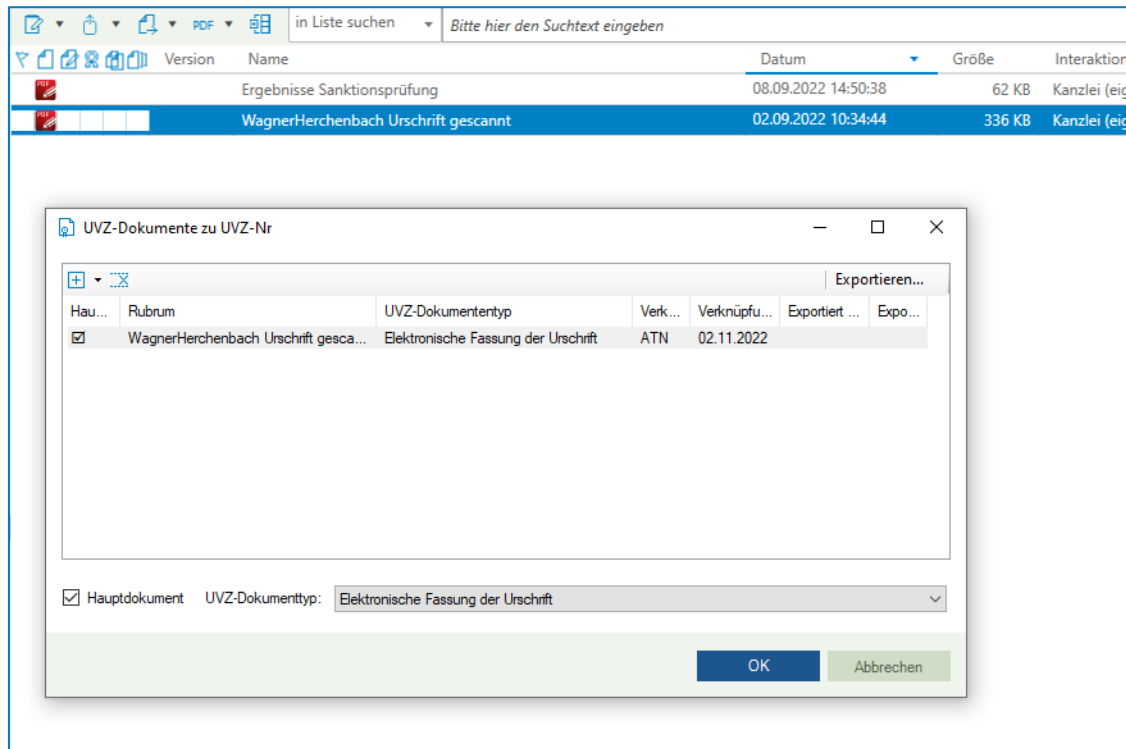 PDF in Liste suchen Bitte hier den Suchtext eingeben
Version Name Datum Größe Interaktion
PDF Ergebnisse Sanktionsprüfung 08.09.2022 14:50:38 62 KB Kanzlei (eig
PDF WagnerHerchenbach Urschrift gescannt 02.09.2022 10:34:44 336 KB Kanzlei (eig
UVZ-Dokumente zu UVZ-Nr
Exportieren...
Hau... Rubrum UVZ-Dokumententyp Verk... Verknüpfu... Exportiert ... Expo...
WagnerHerchenbach Urschrift gesca... Elektronische Fassung der Urschrift ATN 02.11.2022
Hauptdokument UVZ-Dokumenttyp: Elektronische Fassung der Urschrift
OK Abbrechen